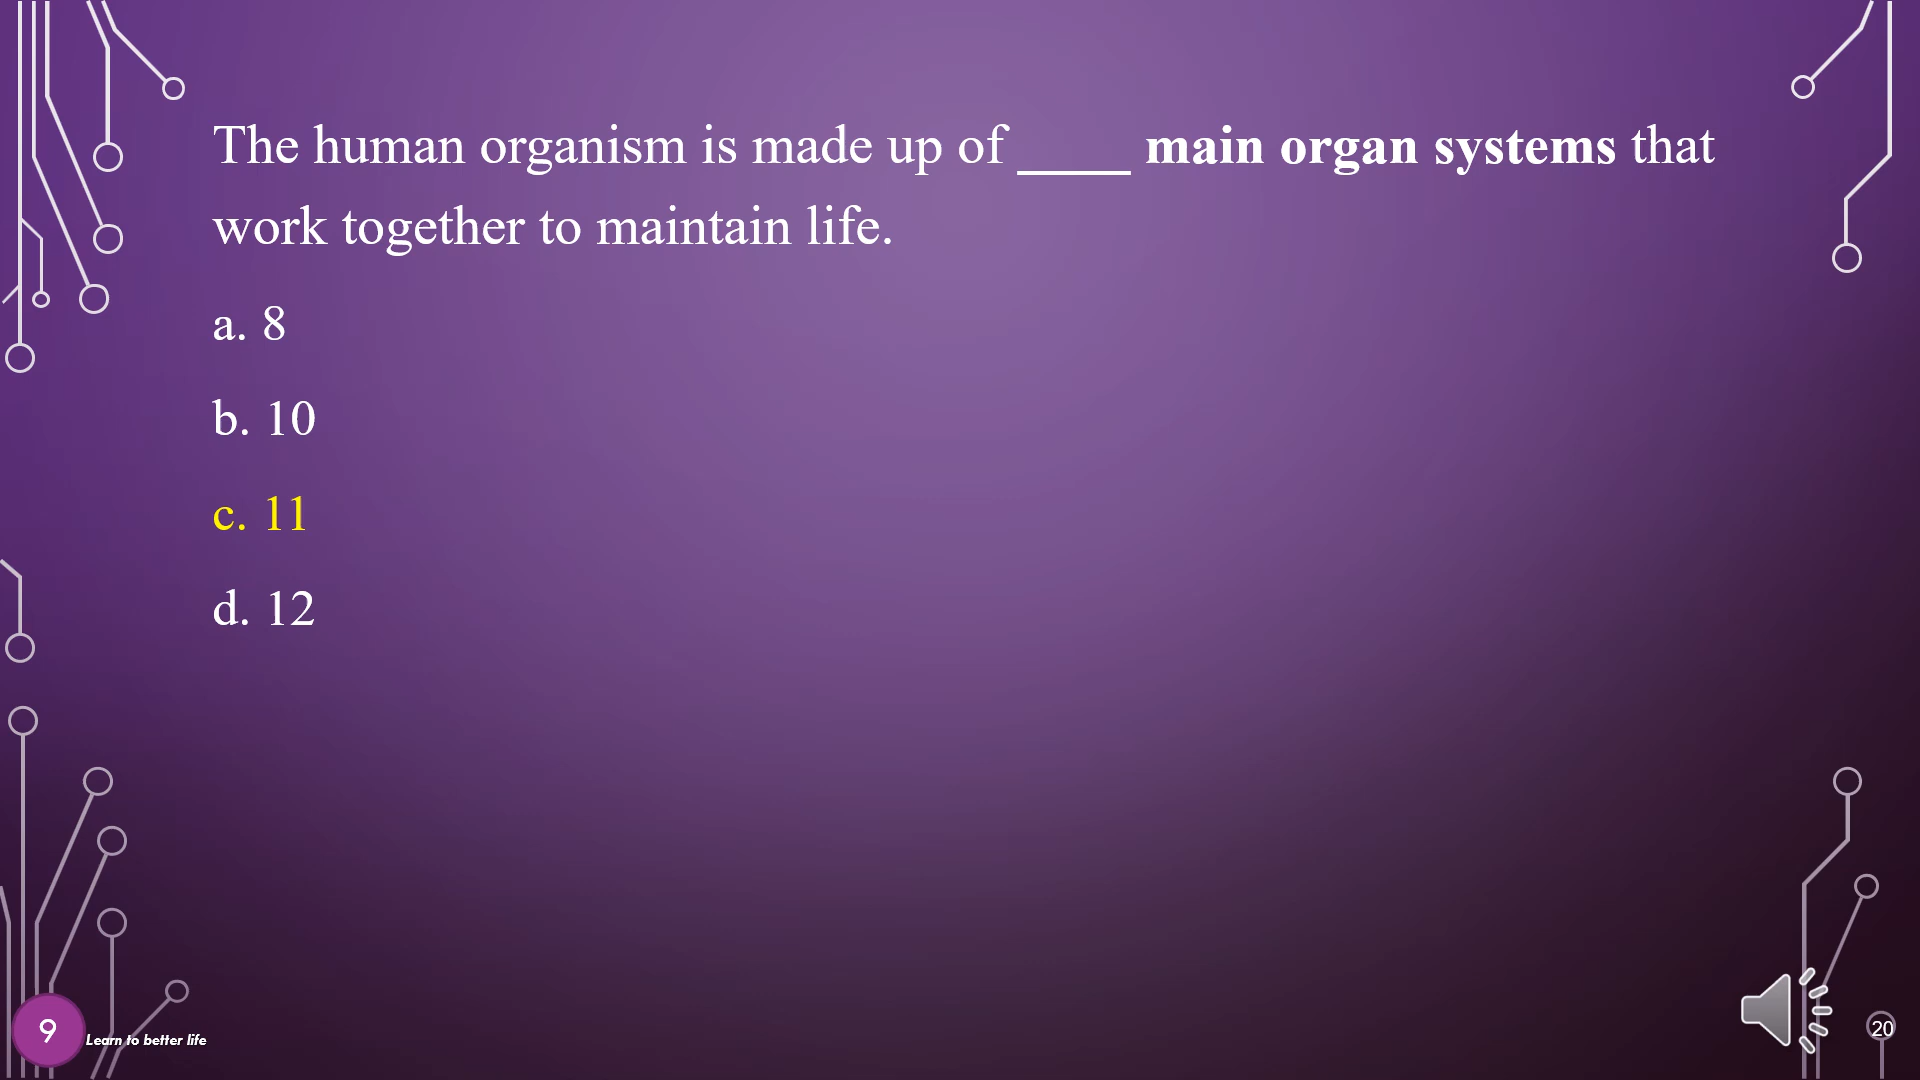 The human organism is made up of ____ main organ systems that
work together to maintain life.
a. 8
b. 10
c. 11
d. 12
9
Learn to better life
20